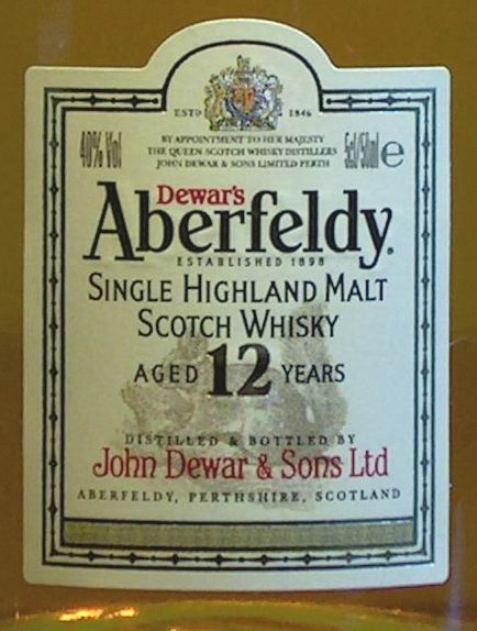 ESTD 1846
40% Vol
5cl/50ml e
BY APPOINTMENT TO HER MAJESTY
THE QUEEN SCOTCH WHISKY DISTILLERS
JOHN DEWAR & SONS LIMITED PERTH
Dewar's
Aberfeldy.
ESTABLISHED 1898
SINGLE HIGHLAND MALT
SCOTCH WHISKY
AGED 12 YEARS
DISTILLED & BOTTLED BY
John Dewar & Sons Ltd
ABERFELDY, PERTHSHIRE, SCOTLAND